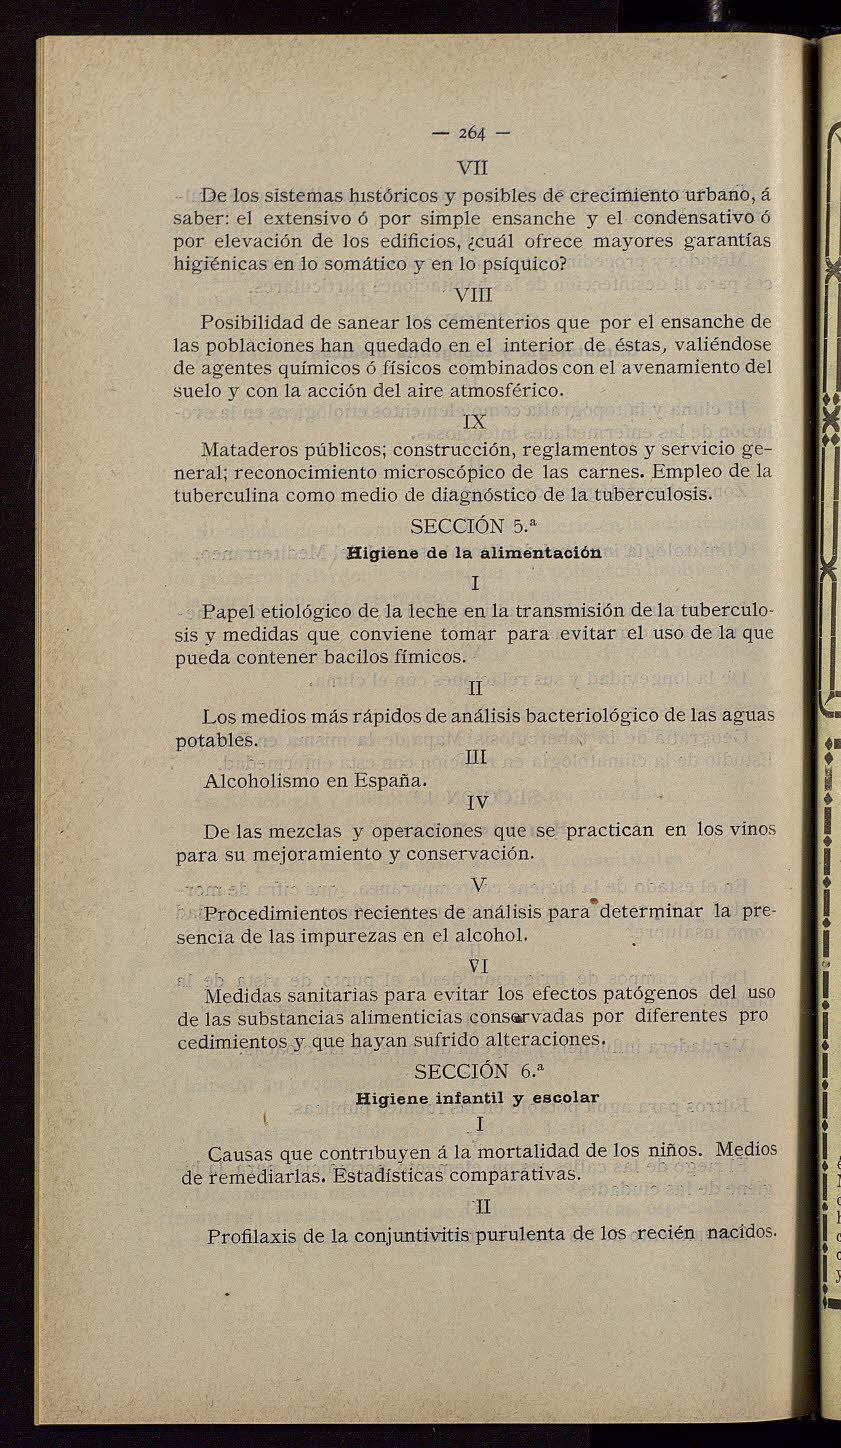 — 264 —
VII
De los sistemas históricos y posibles de crecimiento urbano, á
saber: el extensivo ó por simple ensanche y el condensativo ó
por elevación de los edificios, ¿cuál ofrece mayores garantías
higiénicas en lo somático y en lo psíquico?
VIII
Posibilidad de sanear los cementerios que por el ensanche de
las poblaciones han quedado en el interior de éstas, valiéndose
de agentes químicos ó físicos combinados con el avenamiento del
suelo y con la acción del aire atmosférico.
IX
Mataderos públicos; construcción, reglamentos y servicio ge-
neral; reconocimiento microscópico de las carnes. Empleo de la
tuberculina como medio de diagnóstico de la tuberculosis.
SECCIÓN 5.ª
Higiene de la alimentación
I
Papel etiológico de la leche en la transmisión de la tuberculo-
sis y medidas que conviene tomar para evitar el uso de la que
pueda contener bacilos fímicos.
II
Los medios más rápidos de análisis bacteriológico de las aguas
potables.
III
Alcoholismo en España.
IV
De las mezclas y operaciones que se practican en los vinos
para su mejoramiento y conservación.
V
Procedimientos recientes de análisis para determinar la pre-
sencia de las impurezas en el alcohol.
VI
Medidas sanitarias para evitar los efectos patógenos del uso
de las substancias alimenticias conservadas por diferentes pro
cedimientos y que hayan sufrido alteraciones.
SECCIÓN 6.ª
Higiene infantil y escolar
I
Causas que contribuyen á la mortalidad de los niños. Medios
de remediarlas. Estadísticas comparativas.
II
Profilaxis de la conjuntivitis purulenta de los recién nacidos.